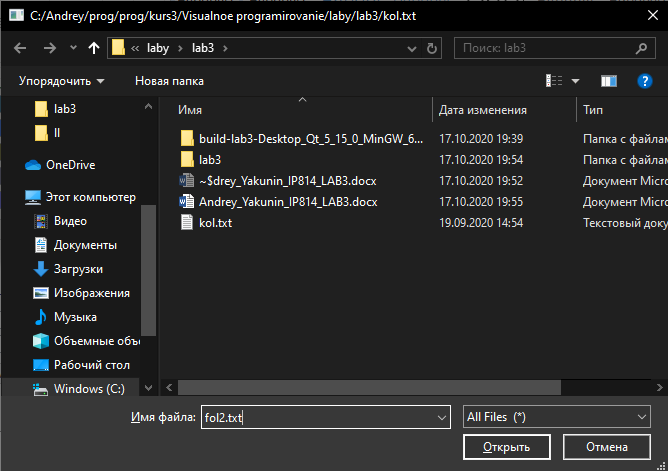 C:/Andrey/prog/prog/kurs3/Visualnoe programirovanie/laby/lab3/kol.txt
« laby › lab3 ›
Поиск: lab3
Упорядочить
Новая папка
Имя
Дата изменения
Тип
lab3
ll
OneDrive
Этот компьютер
Видео
Документы
Загрузки
Изображения
Музыка
Объемные объе
Рабочий стол
Windows (C:)
build-lab3-Desktop_Qt_5_15_0_MinGW_6... 17.10.2020 19:39 Папка с файлам
lab3 17.10.2020 19:54 Папка с файлам
~$drey_Yakunin_IP814_LAB3.docx 17.10.2020 19:52 Документ Micro
Andrey_Yakunin_IP814_LAB3.docx 17.10.2020 19:55 Документ Micro
kol.txt 19.09.2020 14:54 Текстовый докум
Имя файла: fol2.txt
All Files (*)
Открыть
Отмена